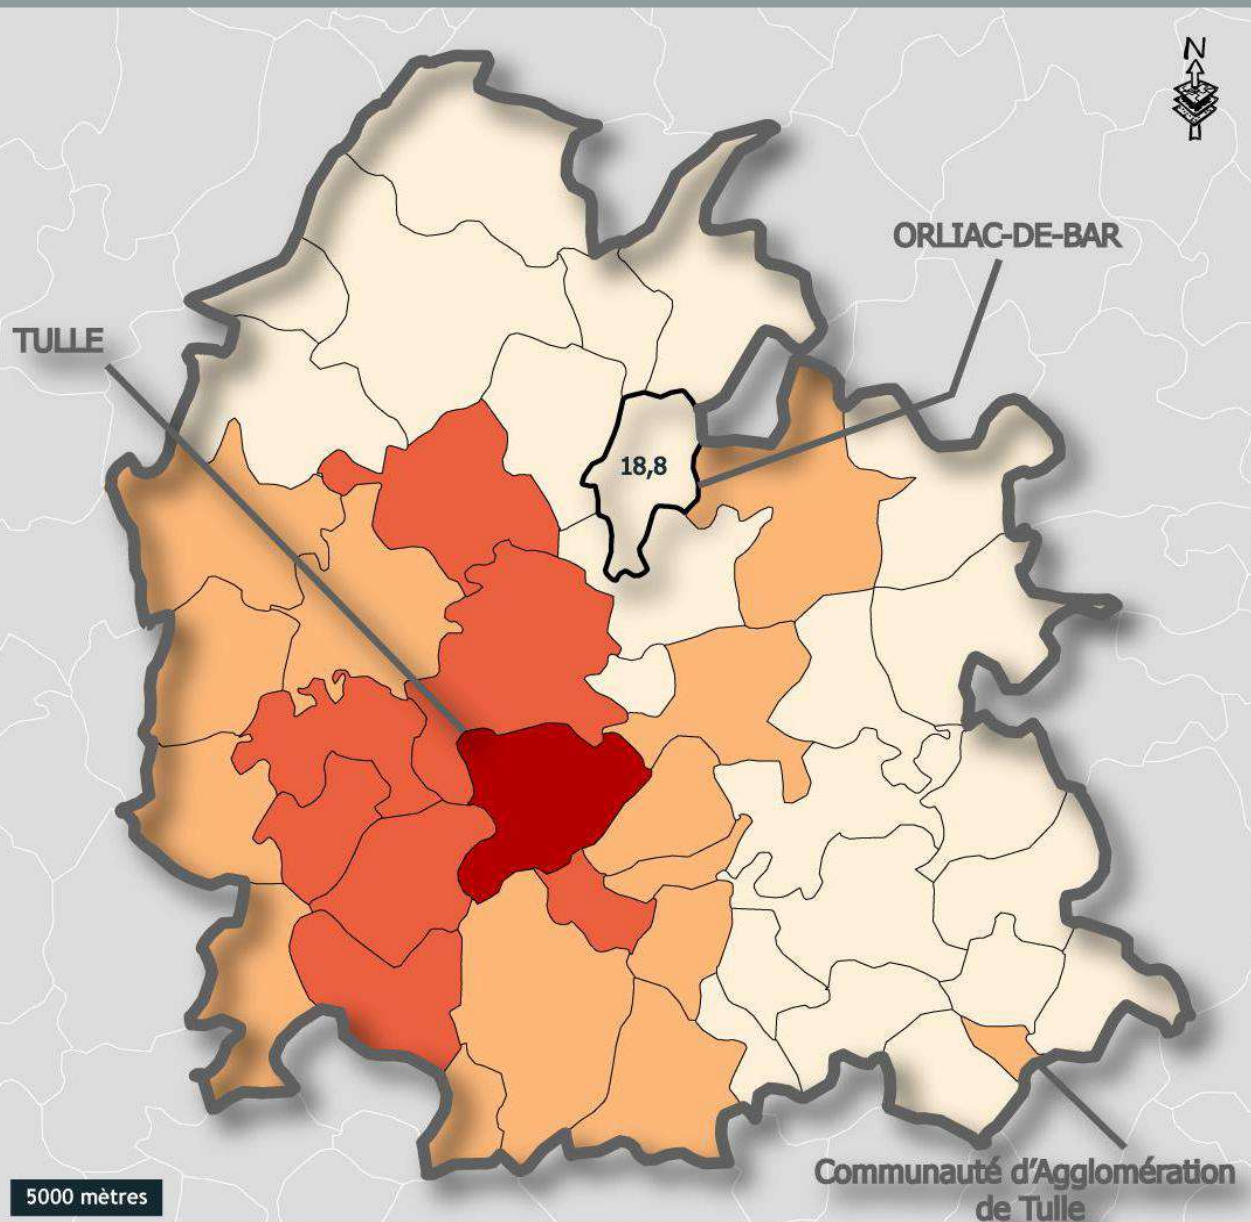 N
ORLIAC-DE-BAR
TULLE
18,8
Communauté d'Agglomération
de Tulle
5000 mètres